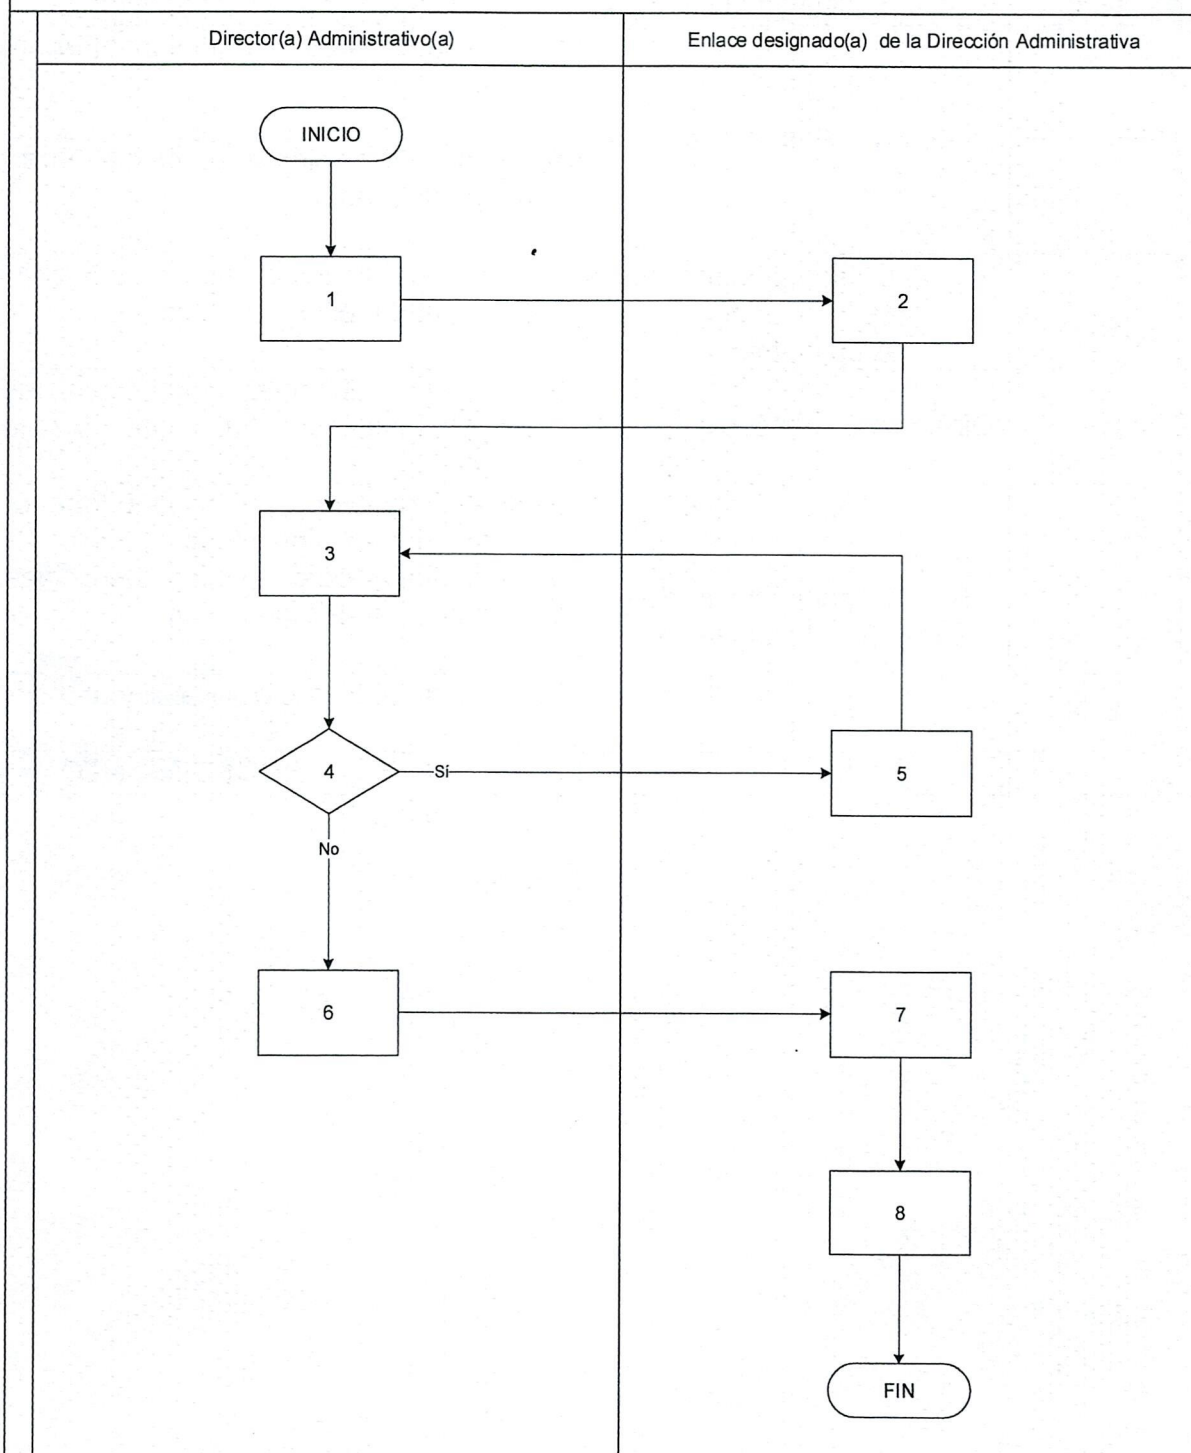 Director(a) Administrativo(a)
Enlace designado(a) de la Dirección Administrativa
INICIO
1
2
3
4
Sí
5
No
6
7
8
FIN